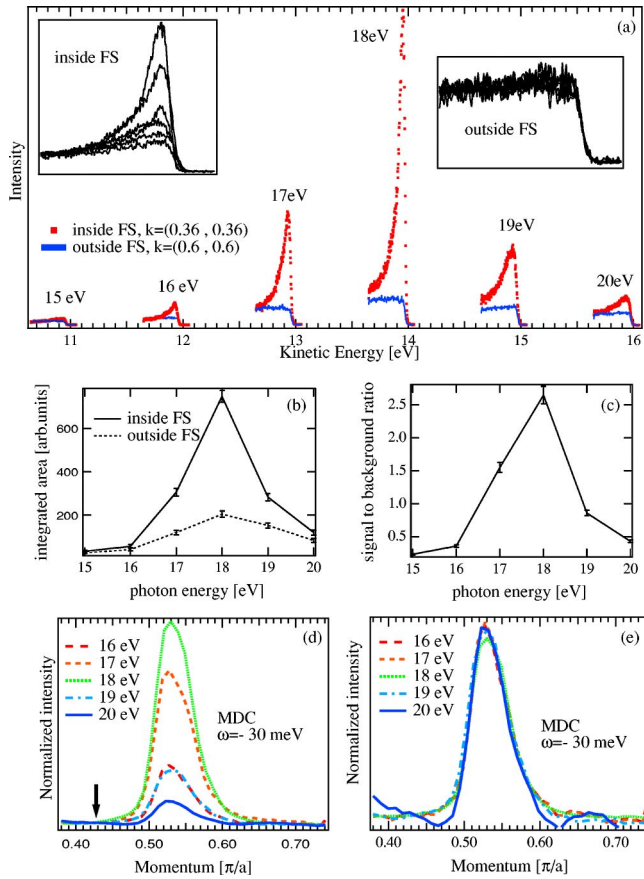 (a)
inside FS
18eV
outside FS
17eV
19eV
inside FS, k=(0.36 , 0.36)
outside FS, k=(0.6 , 0.6)
15 eV
16 eV
20eV
Intensity
11 12 13 14 15 16
Kinetic Energy [eV]
(b)
inside FS
outside FS
600
400
200
integrated area [arb.units]
15 16 17 18 19 20
photon energy [eV]
(c)
2.5
2.0
1.5
1.0
0.5
signal to background ratio
15 16 17 18 19 20
photon energy [eV]
(d)
16 eV
17 eV
18 eV
19 eV
20 eV
MDC
ω=- 30 meV
Normalized intensity
0.40 0.50 0.60 0.70
Momentum [π/a]
(e)
16 eV
17 eV
18 eV
19 eV
20 eV
MDC
ω=- 30 meV
Normalized intensity
0.40 0.50 0.60 0.70
Momentum [π/a]